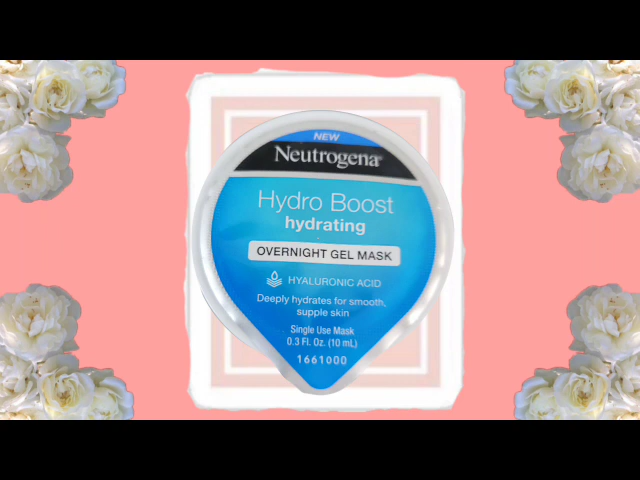 NEW
Neutrogena®
Hydro Boost
hydrating
OVERNIGHT GEL MASK
HYALURONIC ACID
Deeply hydrates for smooth,
supple skin
Single Use Mask
0.3 Fl. Oz. (10 mL)
1661000